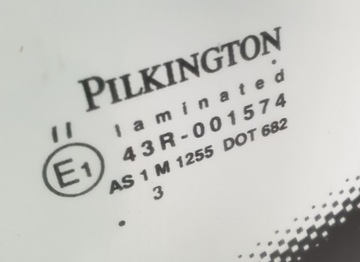 PILKINGTON
laminated
II
43R-001574
E1
AS 1 M 1255 DOT 682
3